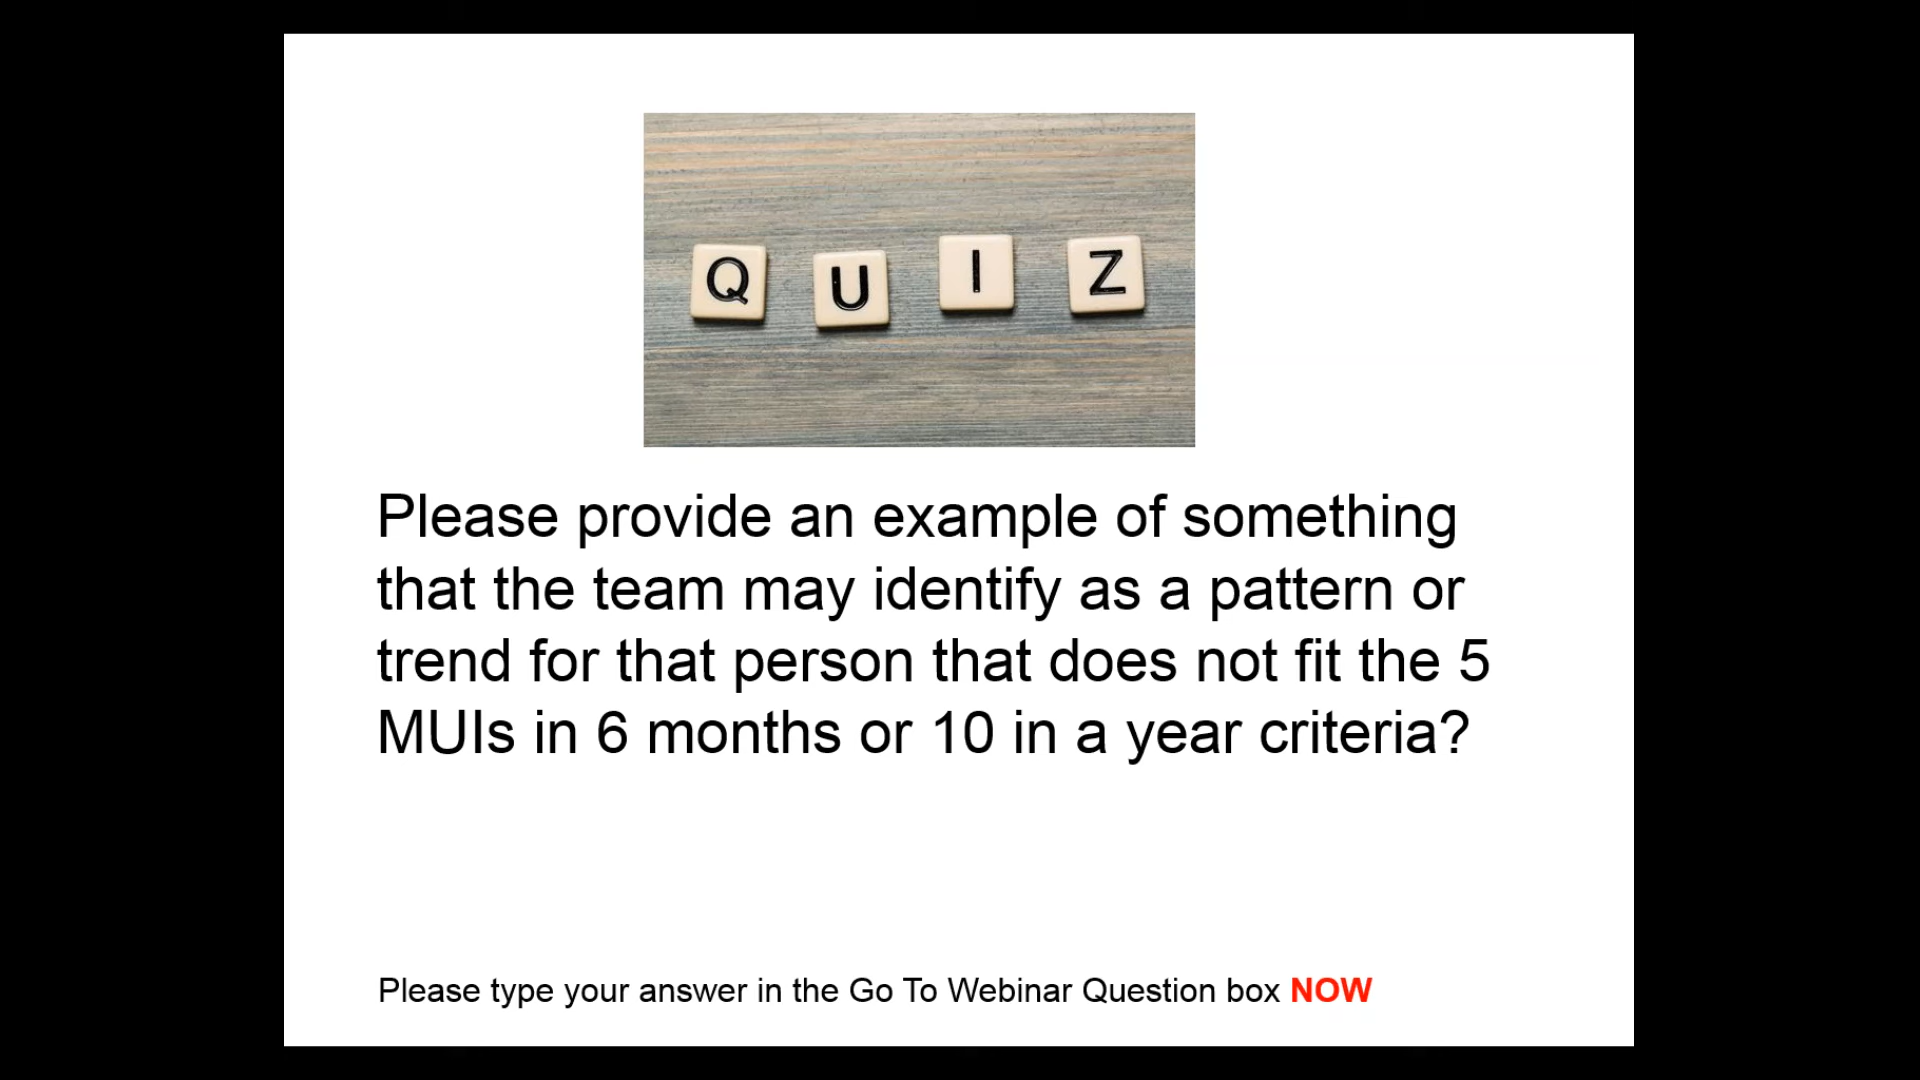 QUIZ
Please provide an example of something
that the team may identify as a pattern or
trend for that person that does not fit the 5
MUIs in 6 months or 10 in a year criteria?
Please type your answer in the Go To Webinar Question box NOW